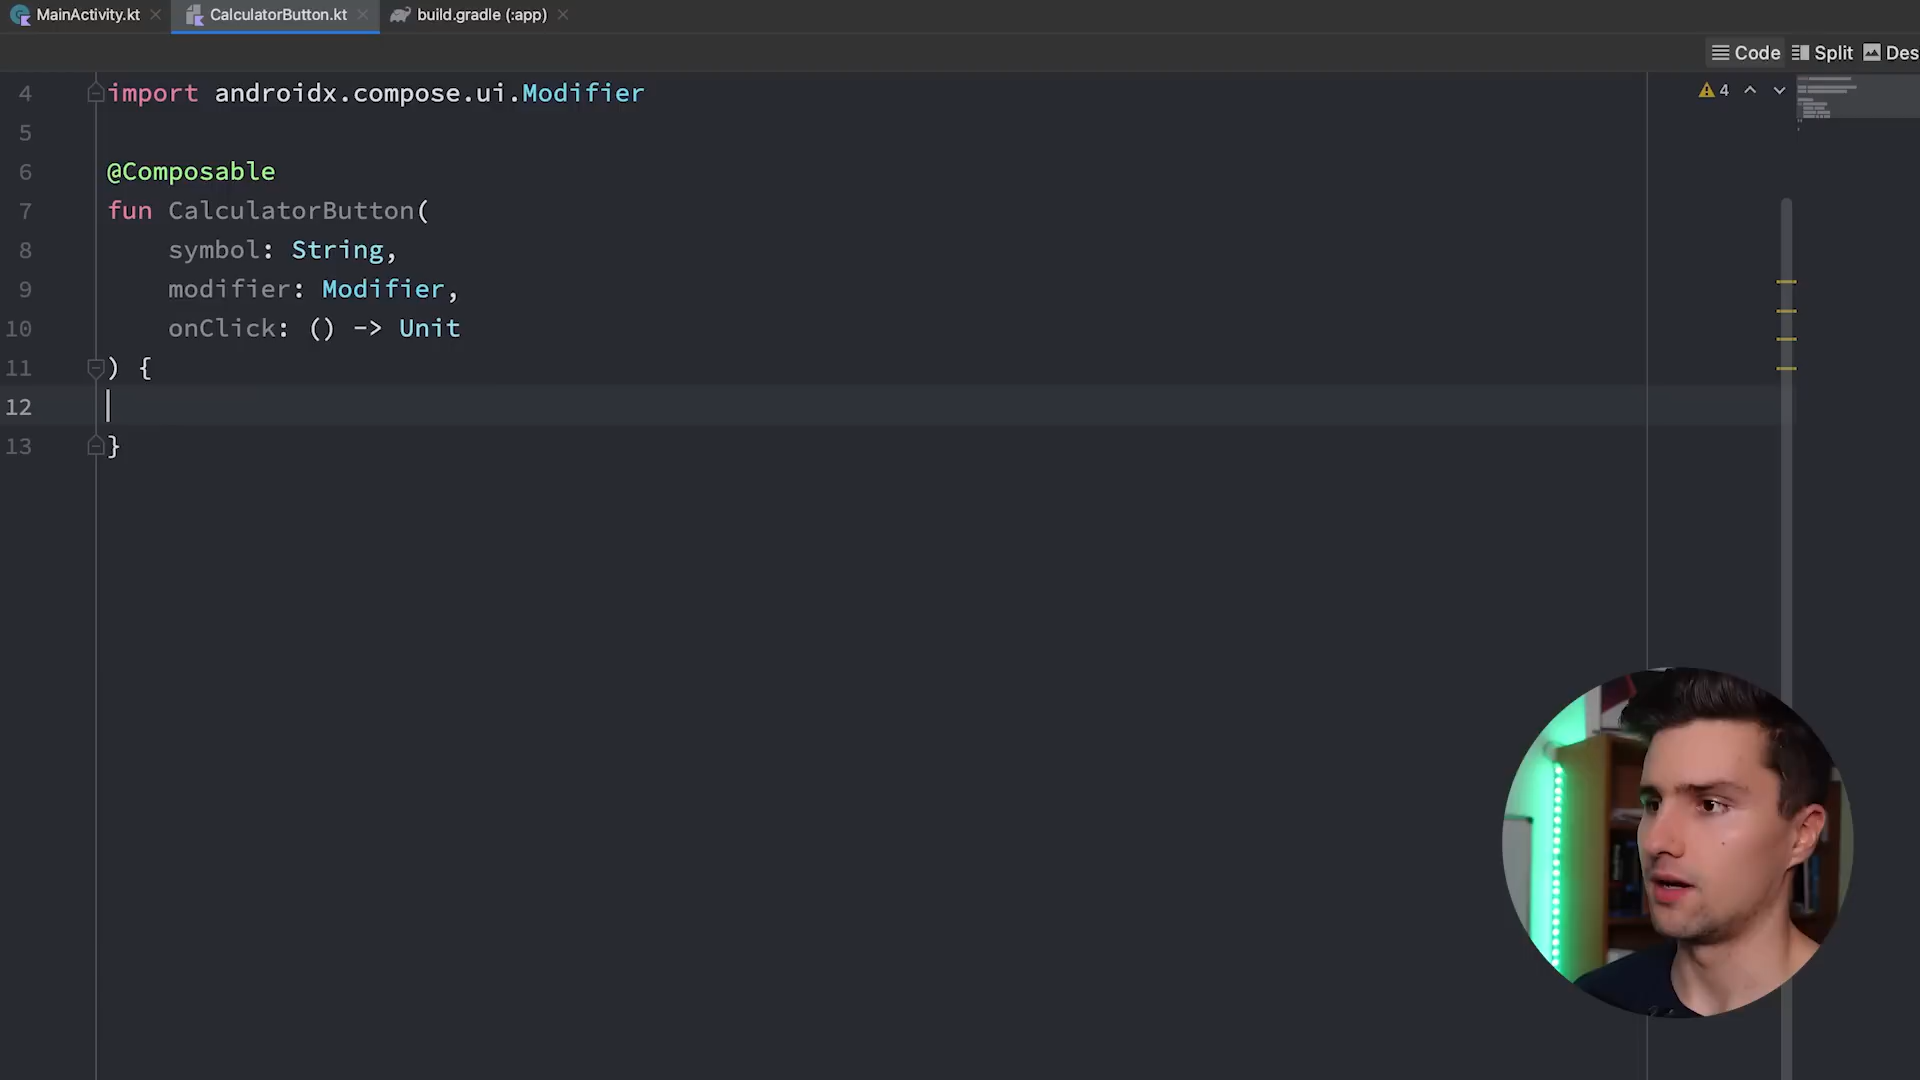 MainActivity.kt CalculatorButton.kt build.gradle (:app)
Code Split Des
4 import androidx.compose.ui.Modifier 4
5
6 @Composable
7 fun CalculatorButton(
8 symbol: String,
9 modifier: Modifier,
10 onClick: () -> Unit
11 ) {
12
13 }